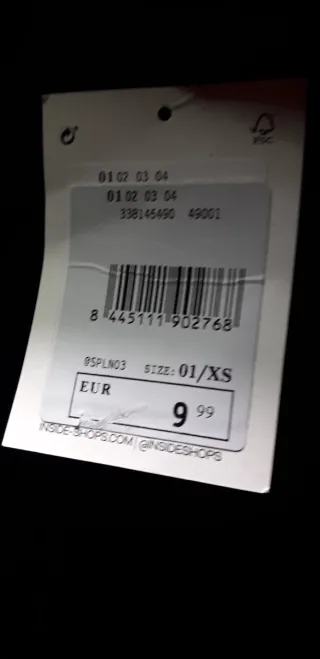 FSC
01 02 03 04
01 02 03 04
338146490 49001
8 445111 902768
@SPLN03 SIZE: 01/XS
EUR
9 99
INSIDE-SHOPS.COM | @INSIDESHOPS